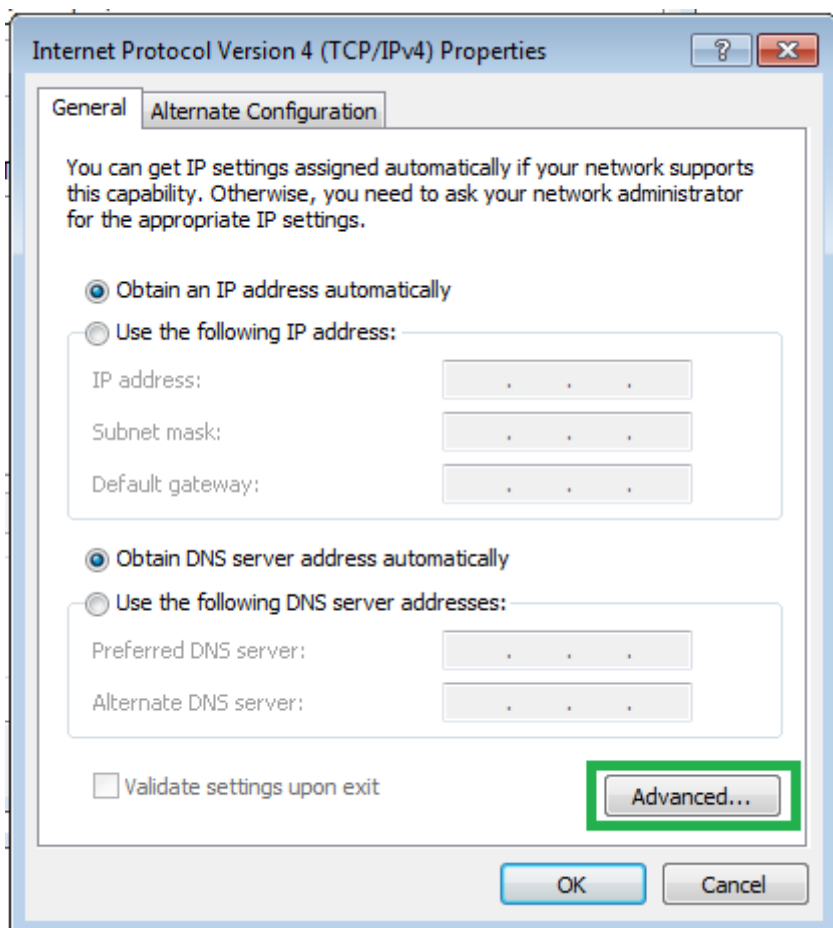 Internet Protocol Version 4 (TCP/IPv4) Properties
General
Alternate Configuration
You can get IP settings assigned automatically if your network supports
this capability. Otherwise, you need to ask your network administrator
for the appropriate IP settings.
Obtain an IP address automatically
Use the following IP address:
IP address:
Subnet mask:
Default gateway:
Obtain DNS server address automatically
Use the following DNS server addresses:
Preferred DNS server:
Alternate DNS server:
Validate settings upon exit
Advanced...
OK
Cancel